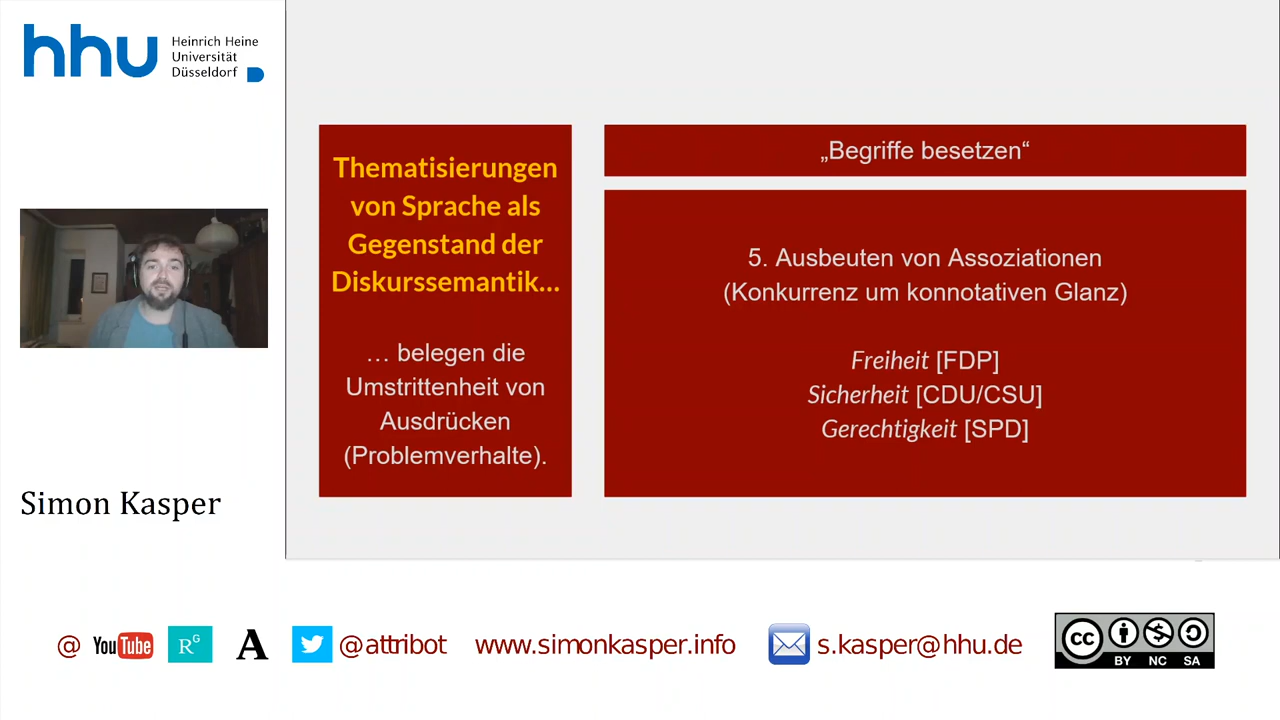 hhu
Heinrich Heine
Universität
Düsseldorf
Thematisierungen
von Sprache als
Gegenstand der
Diskurssemantik…
… belegen die
Umstrittenheit von
Ausdrücken
(Problemverhalte).
„Begriffe besetzen“
5. Ausbeuten von Assoziationen
(Konkurrenz um konnotativen Glanz)
Freiheit [FDP]
Sicherheit [CDU/CSU]
Gerechtigkeit [SPD]
Simon Kasper
@ YouTube RG A @attribot www.simonkasper.info s.kasper@hhu.de
cc BY NC SA